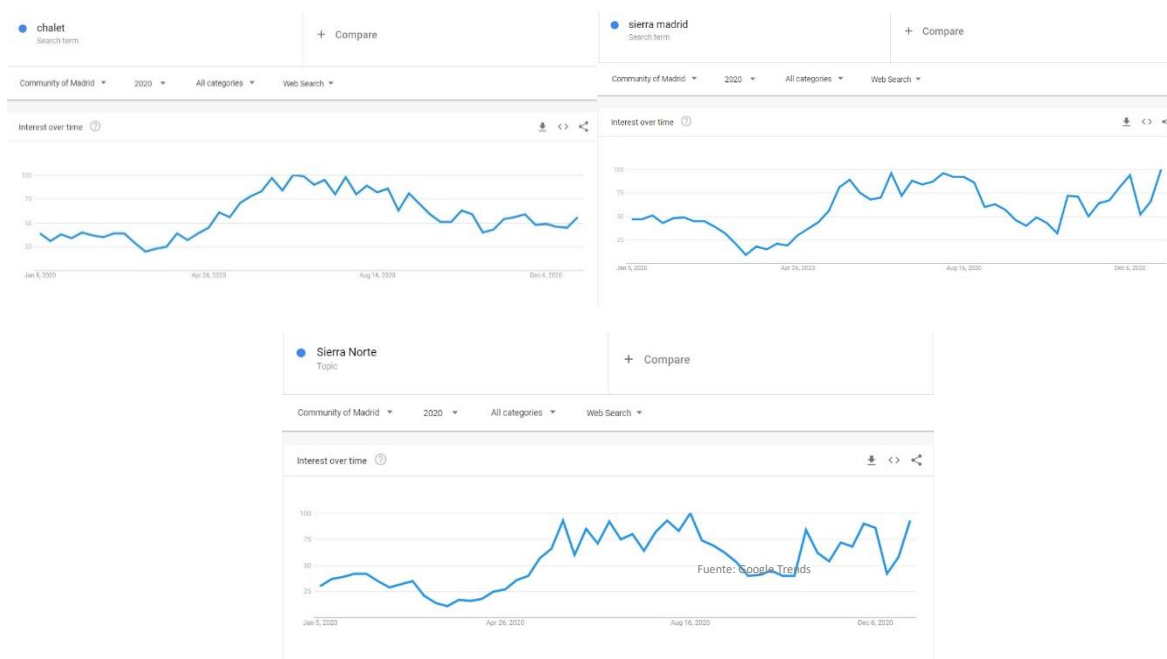 chalet
Search term
+ Compare
Community of Madrid
2020
All categories
Web Search
Interest over time
100
75
50
25
Jan 5, 2020
Apr 26, 2020
Aug 16, 2020
Dec 6, 2020
sierra madrid
Search term
+ Compare
Community of Madrid
2020
All categories
Web Search
Interest over time
100
75
50
25
Jan 5, 2020
Apr 26, 2020
Aug 16, 2020
Dec 6, 2020
Sierra Norte
Topic
+ Compare
Community of Madrid
2020
All categories
Web Search
Interest over time
100
75
50
25
Fuente: Google Trends
Jan 5, 2020
Apr 26, 2020
Aug 16, 2020
Dec 6, 2020